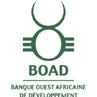 BOAD
BANQUE OUEST AFRICAINE
DE DÉVELOPPEMENT